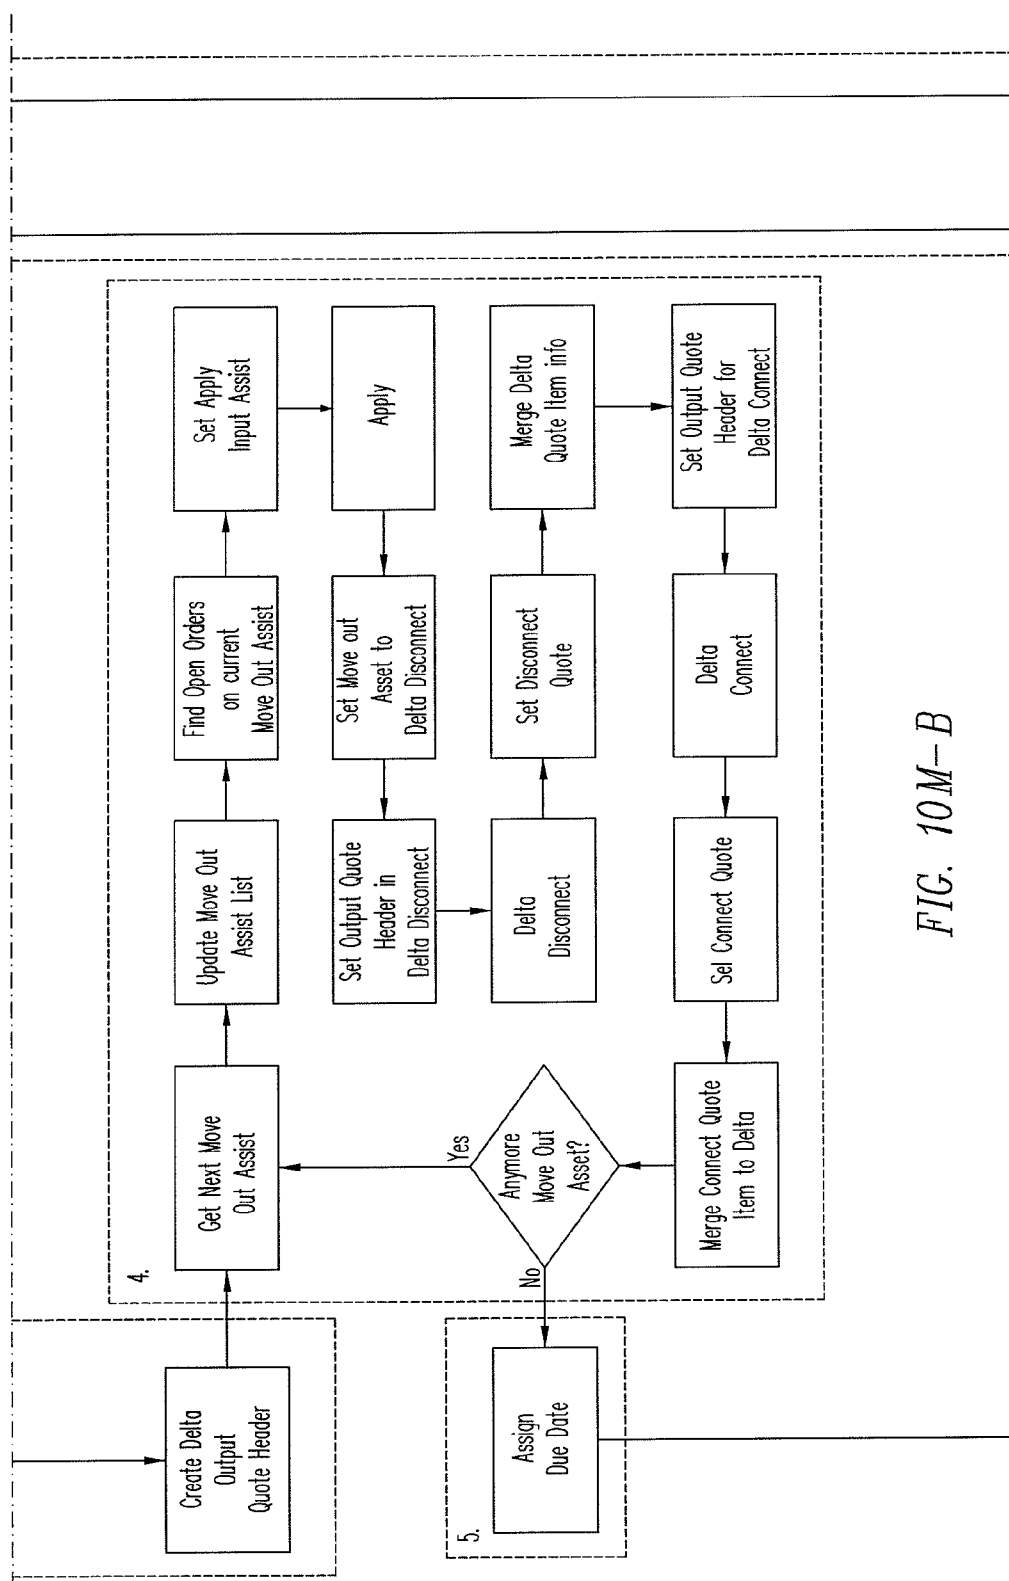 Create Delta
Output
Quote Header
4.
Get Next Move
Out Assist
Update Move Out
Assist List
Find Open Orders
on current
Move Out Assist
Set Apply
Input Assist
Apply
Set Move out
Asset to
Delta Disconnect
Set Output Quote
Header in
Delta Disconnect
Delta
Disconnect
Set Disconnect
Quote
Merge Delta
Quote Item info
Set Output Quote
Header for
Delta Connect
Delta
Connect
Sel Connect Quote
Merge Connect Quote
Item to Delta
Anymore
Move Out
Asset?
Yes
No
5.
Assign
Due Date
FIG. 10M-B